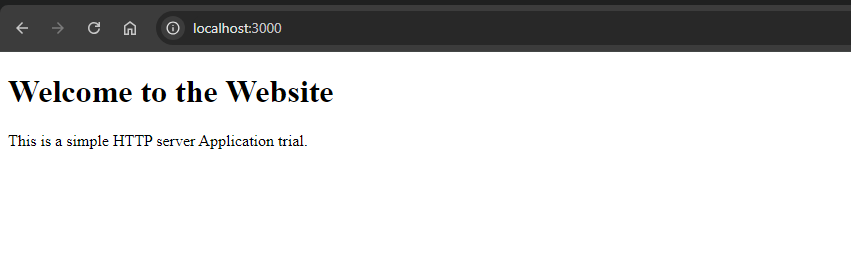 localhost:3000
Welcome to the Website
This is a simple HTTP server Application trial.